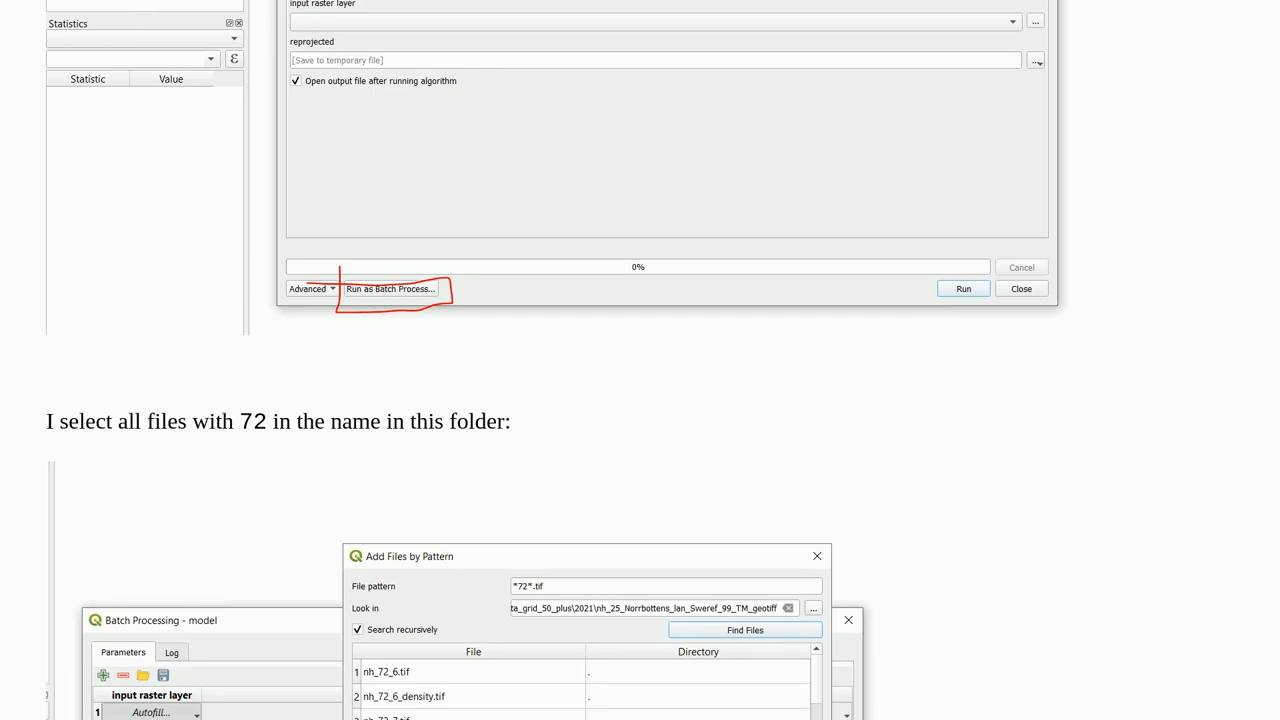 input raster layer
Statistics
...
reprojected
[Save to temporary file]
...
ε
Statistic Value
Open output file after running algorithm
0% Cancel
Advanced Run as Batch Process... Run Close
I select all files with 72 in the name in this folder:
Add Files by Pattern
File pattern *72*.tif
Look in ta_grid_50_plus\2021\nh_25_Norrbottens_lan_Sweref_99_TM_geotiff ...
Search recursively Find Files
File Directory
1 nh_72_6.tif .
2 nh_72_6_density.tif .
3 nh_72_7.tif
Batch Processing - model
Parameters Log
input raster layer
1 Autofill...